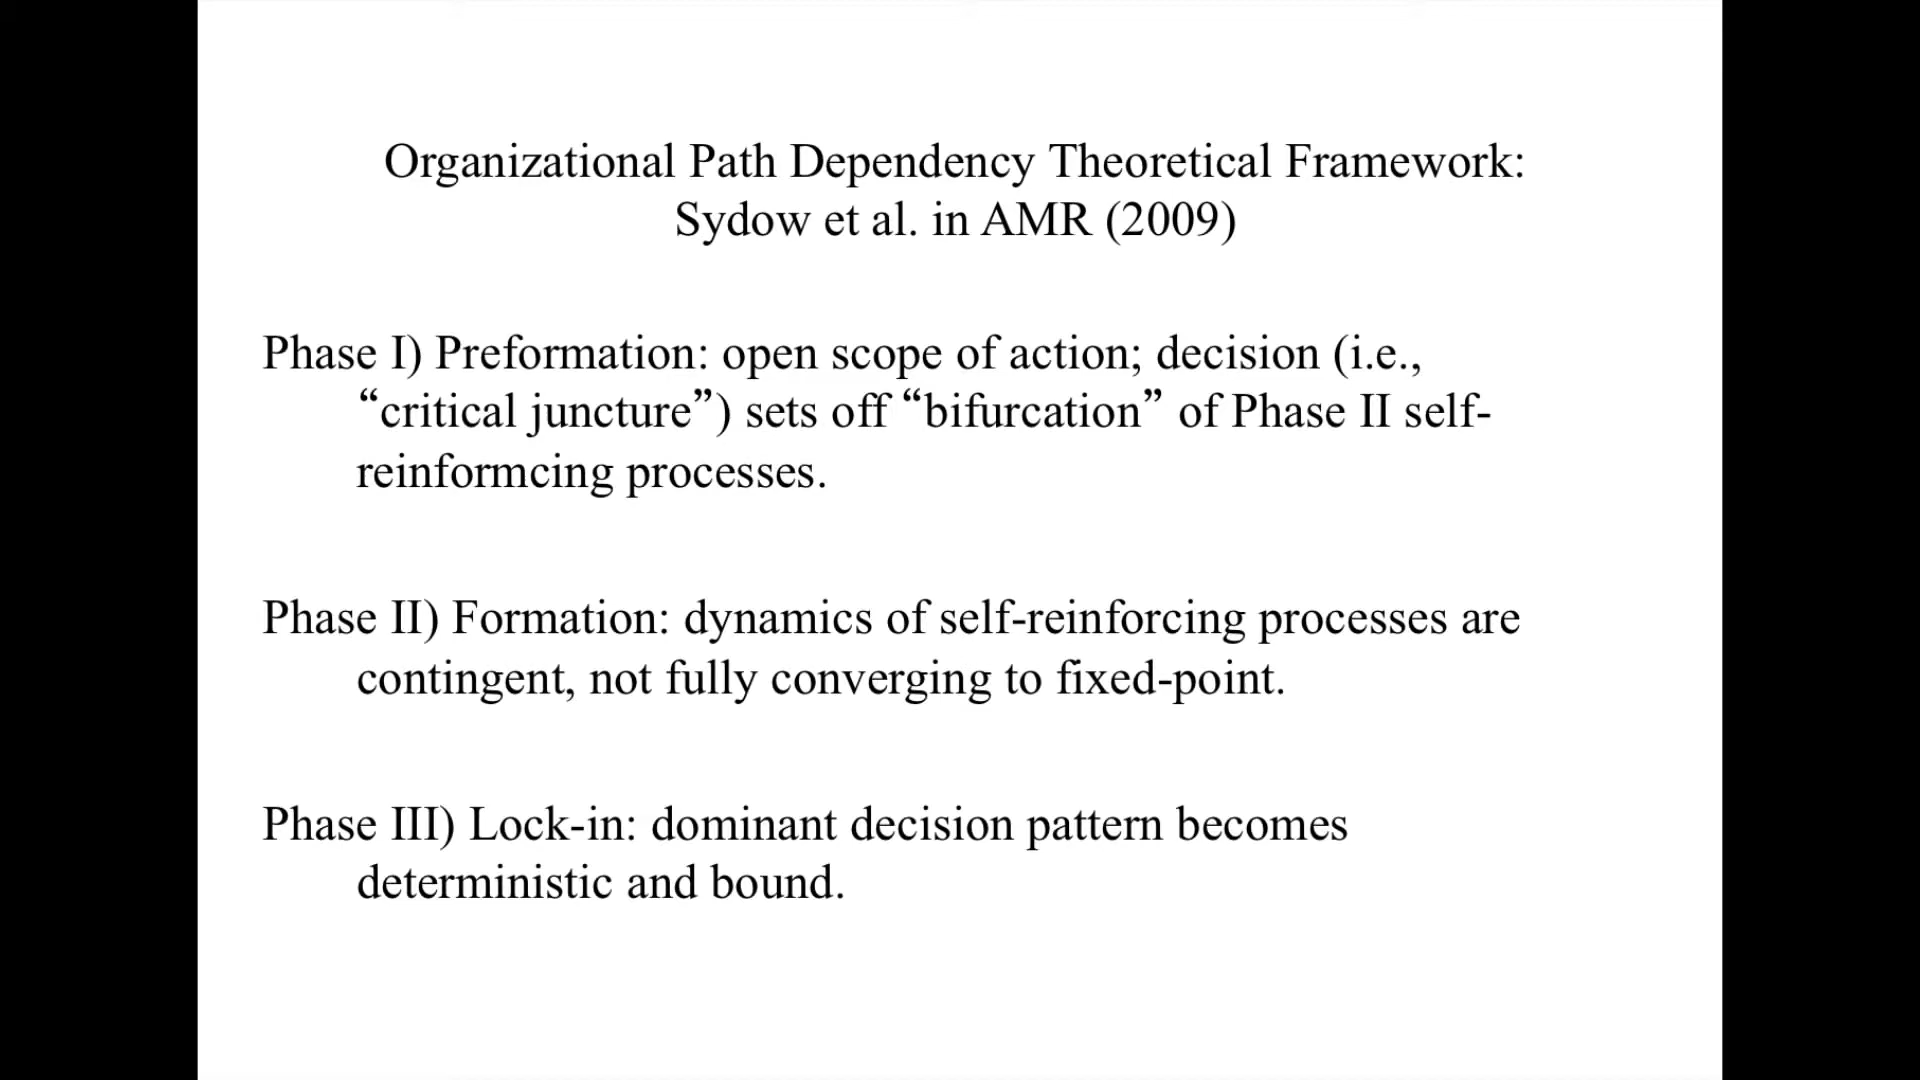 Organizational Path Dependency Theoretical Framework:
Sydow et al. in AMR (2009)
Phase I) Preformation: open scope of action; decision (i.e.,
“critical juncture”) sets off “bifurcation” of Phase II self-
reinformcing processes.
Phase II) Formation: dynamics of self-reinforcing processes are
contingent, not fully converging to fixed-point.
Phase III) Lock-in: dominant decision pattern becomes
deterministic and bound.